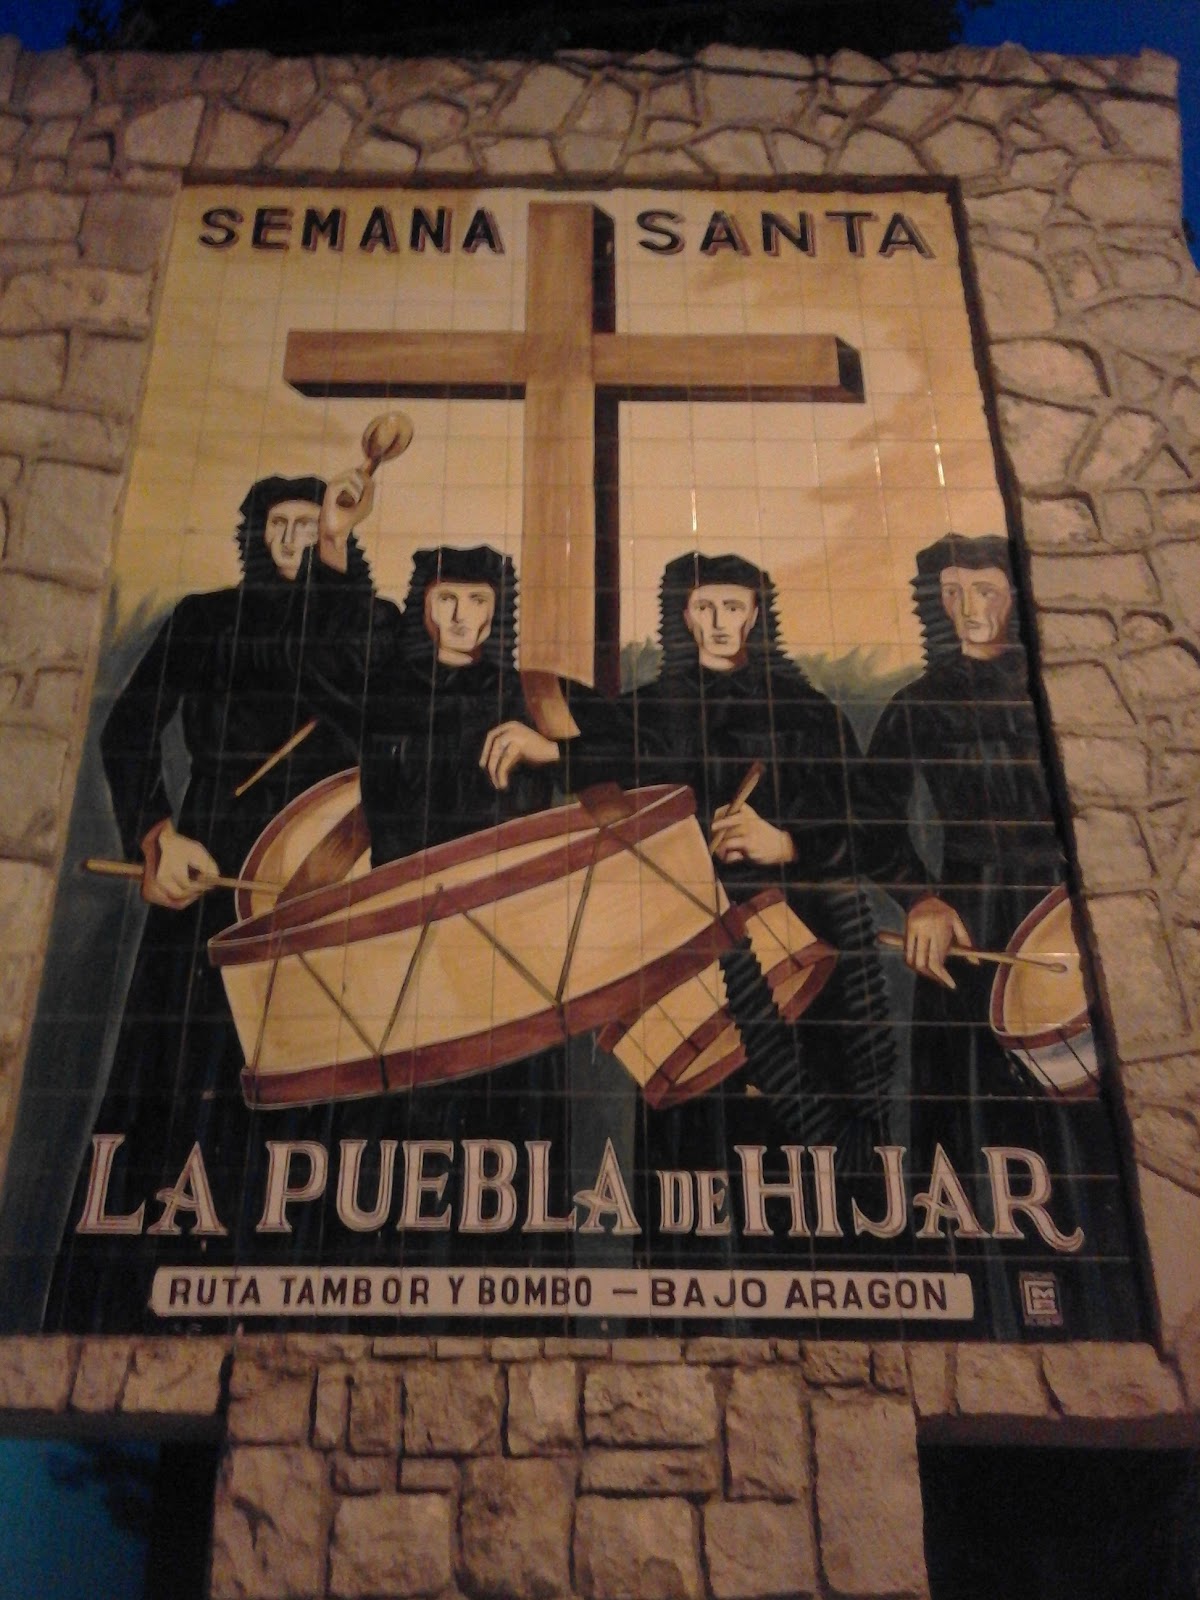 SEMANA SANTA
LA PUEBLA DE HIJAR
RUTA TAMBOR Y BOMBO – BAJO ARAGON